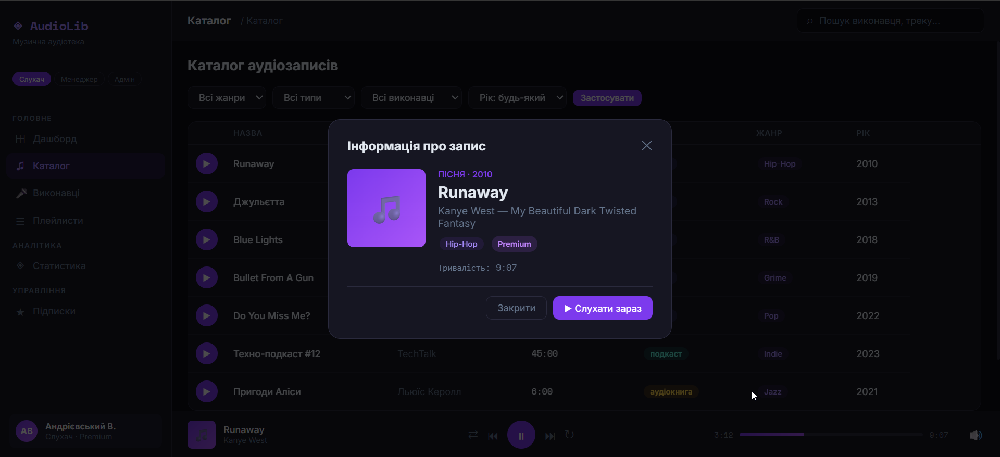 AudioLib
Музична аудіотека
Слухач Менеджер Адмін
ГОЛОВНЕ
Дашборд
Каталог
Виконавці
Плейлисти
АНАЛІТИКА
Статистика
УПРАВЛІННЯ
Підписки
АВ
Андрієвський В.
Слухач · Premium
Каталог / Каталог
Пошук виконавця, треку...
Каталог аудіозаписів
Всі жанри Всі типи Всі виконавці Рік: будь-який Застосувати
НАЗВА ЖАНР РІК
Runaway Hip-Hop 2010
Джульєтта Rock 2013
Blue Lights R&B 2018
Bullet From A Gun Grime 2019
Do You Miss Me? Pop 2022
Техно-подкаст #12 TechTalk 45:00 подкаст Indie 2023
Пригоди Аліси Льюїс Керолл 6:00 аудіокнига Jazz 2021
Інформація про запис
ПІСНЯ · 2010
Runaway
Kanye West — My Beautiful Dark Twisted
Fantasy
Hip-Hop Premium
Тривалість: 9:07
Закрити ▶ Слухати зараз
Runaway
Kanye West
3:12 9:07